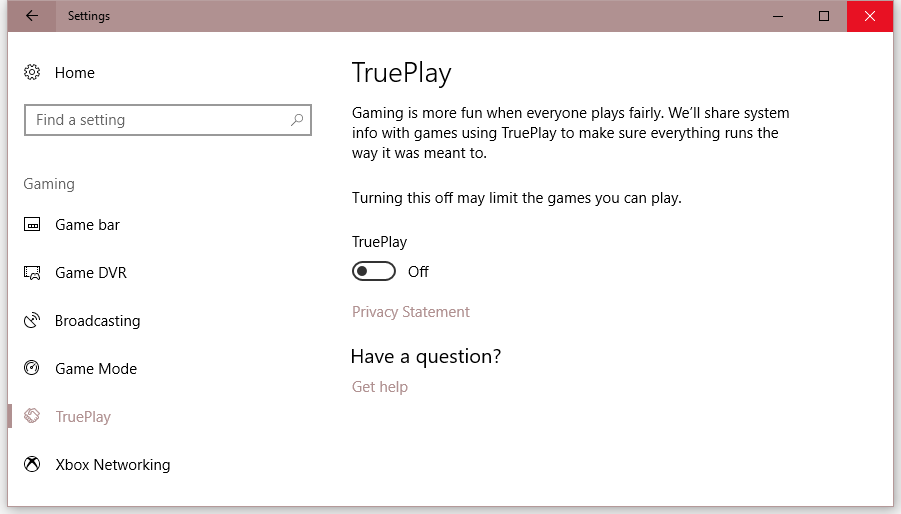 Settings
Home
Find a setting
Gaming
Game bar
Game DVR
Broadcasting
Game Mode
TruePlay
Xbox Networking
TruePlay
Gaming is more fun when everyone plays fairly. We’ll share system
info with games using TruePlay to make sure everything runs the
way it was meant to.
Turning this off may limit the games you can play.
TruePlay
Off
Privacy Statement
Have a question?
Get help